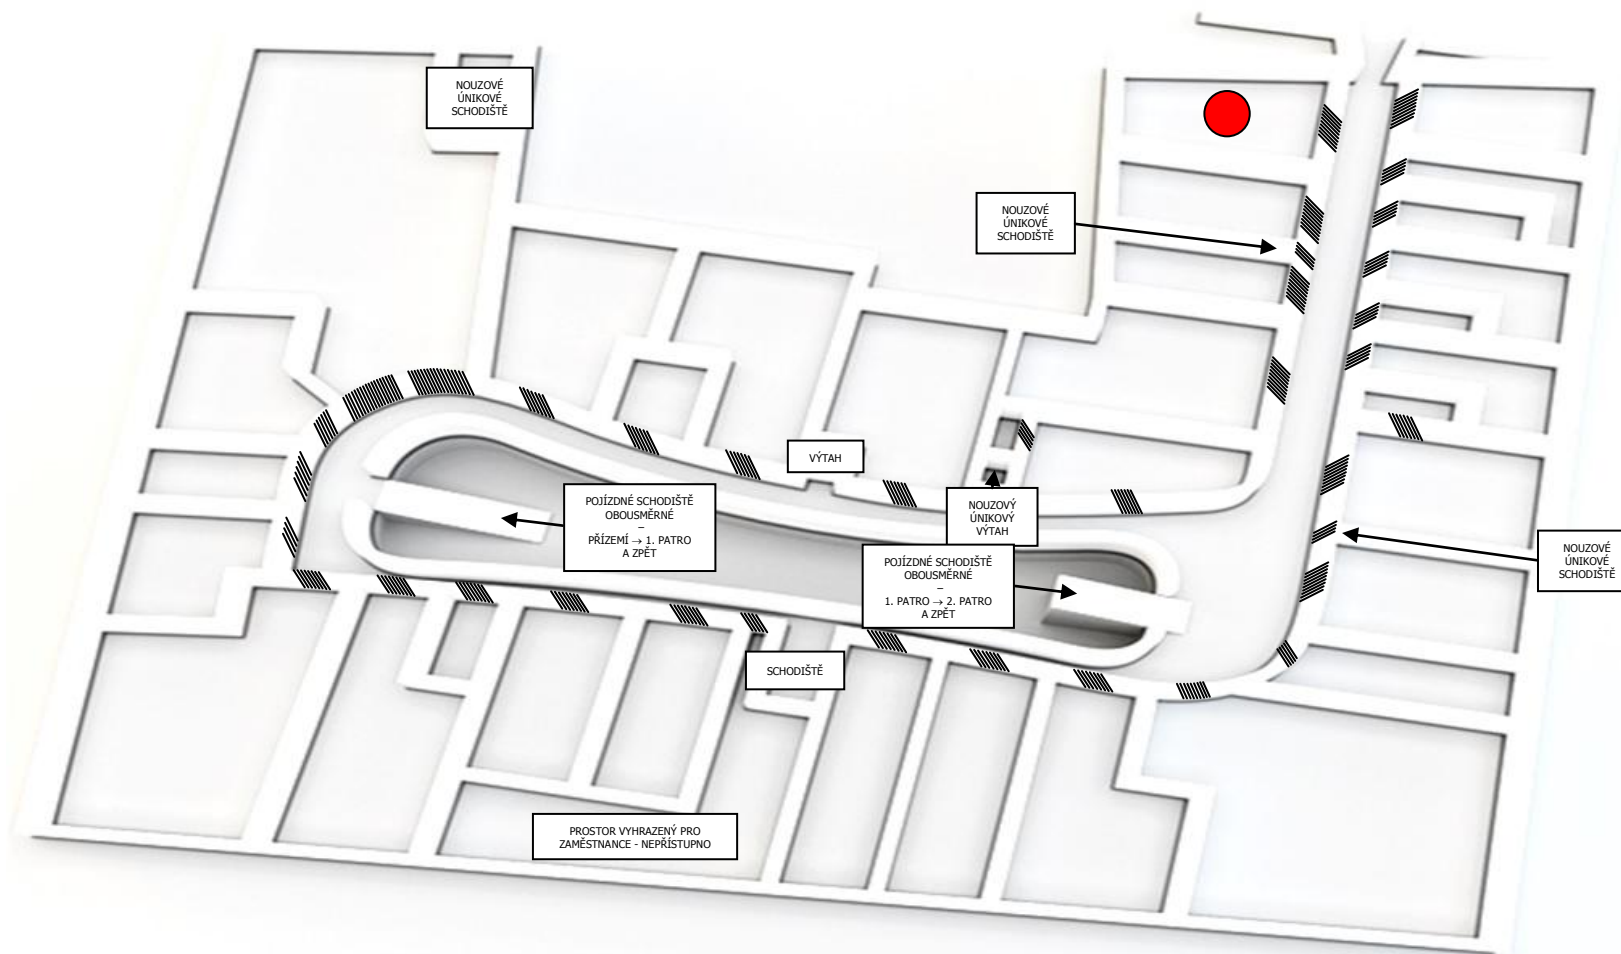 NOUZOVÉ
ÚNIKOVÉ
SCHODIŠTĚ
NOUZOVÉ
ÚNIKOVÉ
SCHODIŠTĚ
VÝTAH
POJÍZDNÉ SCHODIŠTĚ
OBOUSMĚRNÉ
–
PŘÍZEMÍ → 1. PATRO
A ZPĚT
NOUZOVÝ
ÚNIKOVÝ
VÝTAH
POJÍZDNÉ SCHODIŠTĚ
OBOUSMĚRNÉ
–
1. PATRO → 2. PATRO
A ZPĚT
NOUZOVÉ
ÚNIKOVÉ
SCHODIŠTĚ
SCHODIŠTĚ
PROSTOR VYHRAZENÝ PRO
ZAMĚSTNANCE - NEPŘÍSTUPNO